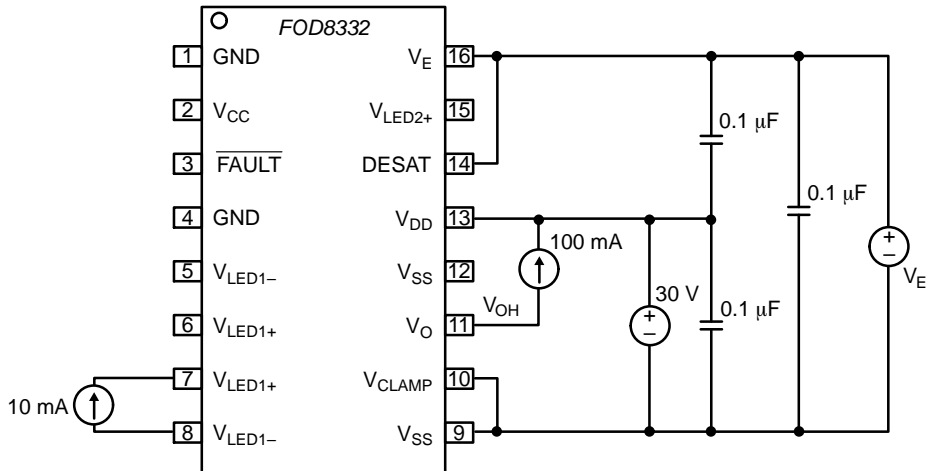 FOD8332
1 GND V_E 16
2 V_CC V_LED2+ 15
3 FAULT DESAT 14
4 GND V_DD 13
5 V_LED1– V_SS 12
6 V_LED1+ V_O 11
7 V_LED1+ V_CLAMP 10
8 V_LED1– V_SS 9
10 mA
V_OH
100 mA
30 V
+
–
0.1 μF
0.1 μF
0.1 μF
+
–
V_E